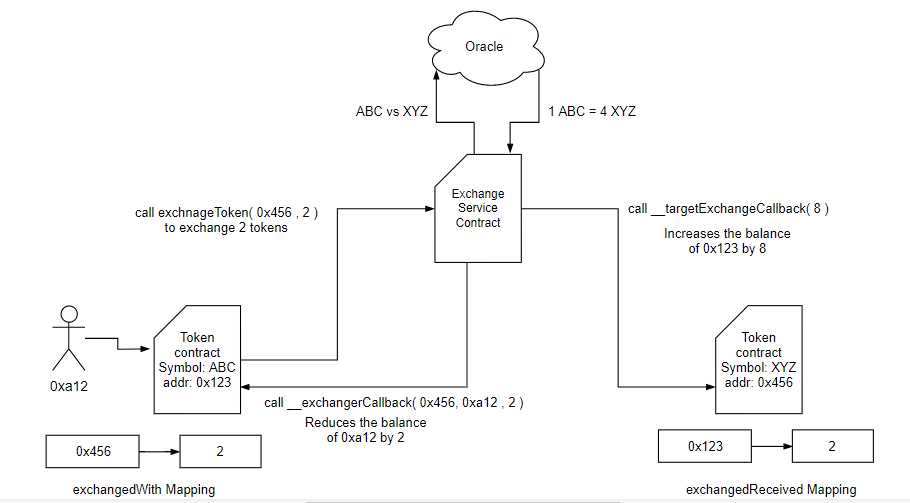 Oracle
ABC vs XYZ
1 ABC = 4 XYZ
Exchange
Service
Contract
call exchnageToken( 0x456 , 2 )
to exchange 2 tokens
call __targetExchangeCallback( 8 )
Increases the balance
of 0x123 by 8
0xa12
Token
contract
Symbol: ABC
addr: 0x123
Token
contract
Symbol: XYZ
addr: 0x456
call __exchangerCallback( 0x456, 0xa12 , 2 )
Reduces the balance
of 0xa12 by 2
0x456
2
exchangedWith Mapping
0x123
2
exchangedReceived Mapping